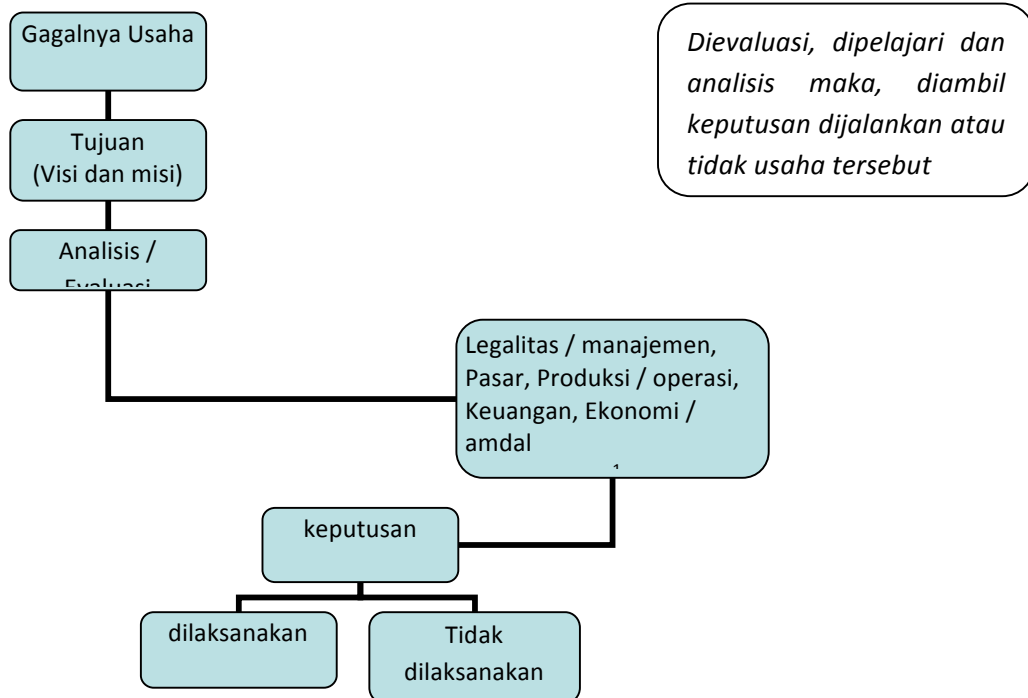 Gagalnya Usaha
Dievaluasi, dipelajari dan
analisis maka, diambil
keputusan dijalankan atau
tidak usaha tersebut
Tujuan
(Visi dan misi)
Analisis /
Evaluasi
Legalitas / manajemen,
Pasar, Produksi / operasi,
Keuangan, Ekonomi /
amdal
keputusan
dilaksanakan
Tidak
dilaksanakan